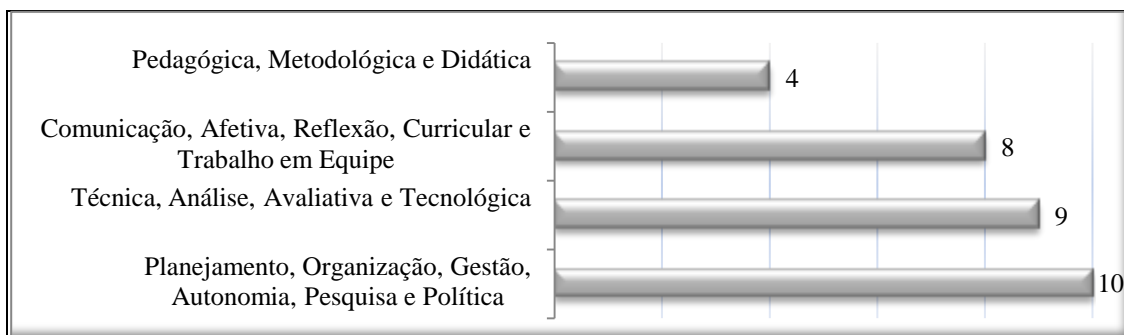 Pedagógica, Metodológica e Didática
4
Comunicação, Afetiva, Reflexão, Curricular e
Trabalho em Equipe
8
Técnica, Análise, Avaliativa e Tecnológica
9
Planejamento, Organização, Gestão,
Autonomia, Pesquisa e Política
10